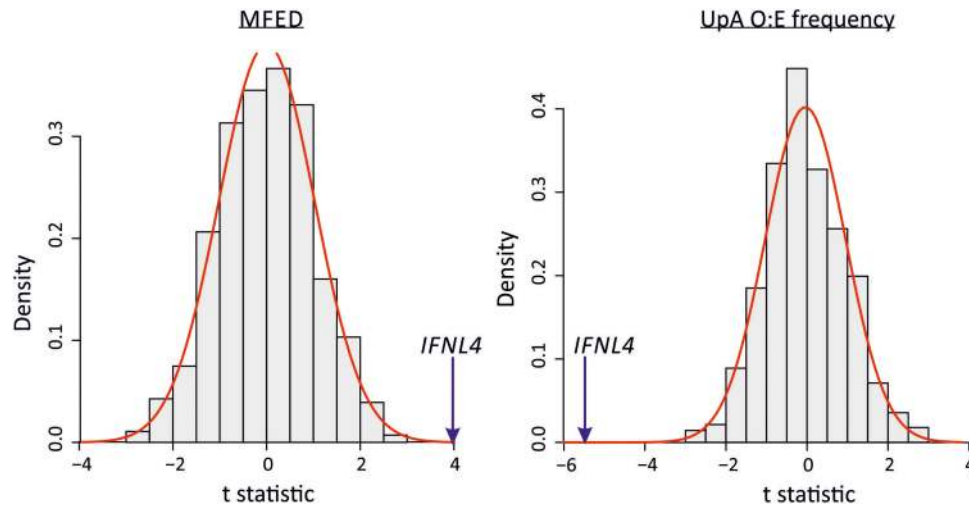 MFED
0.3
0.2
0.1
0.0
Density
IFNL4
−4
−2
0
2
4
t statistic
UpA O:E frequency
0.4
0.3
0.2
0.1
0.0
Density
IFNL4
−6
−4
−2
0
2
4
t statistic